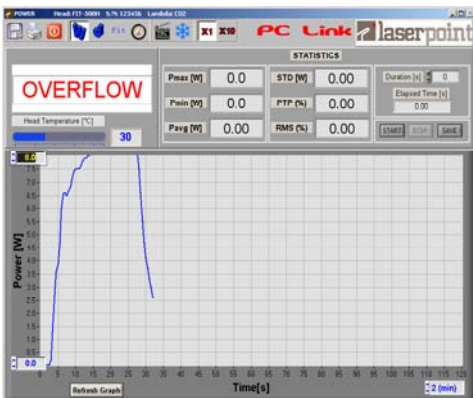 POWER Head: FIT-500H S/N 123456 Lambda: CO2
Fit X1 X10 PC Link laserpoint
STATISTICS
OVERFLOW
Pmax [W] 0.0 STD [W] 0.00 Duration [s] 0
Pmin [W] 0.0 PTP (%) 0.00 Elapsed Time [s]
0.00
Head Temperature [°C]
30
Pavg [W] 0.00 RMS (%) 0.00 START STOP SAVE
8.0
7.5
7.0
6.5
6.0
5.5
5.0
4.5
4.0
3.5
3.0
2.5
2.0
1.5
1.0
0.5
0.0
Power [W]
0 5 10 15 20 25 30 35 40 45 50 55 60 65 70 75 80 85 90 95 100 105 110 115 120
Refresh Graph Time[s] 2 (min)